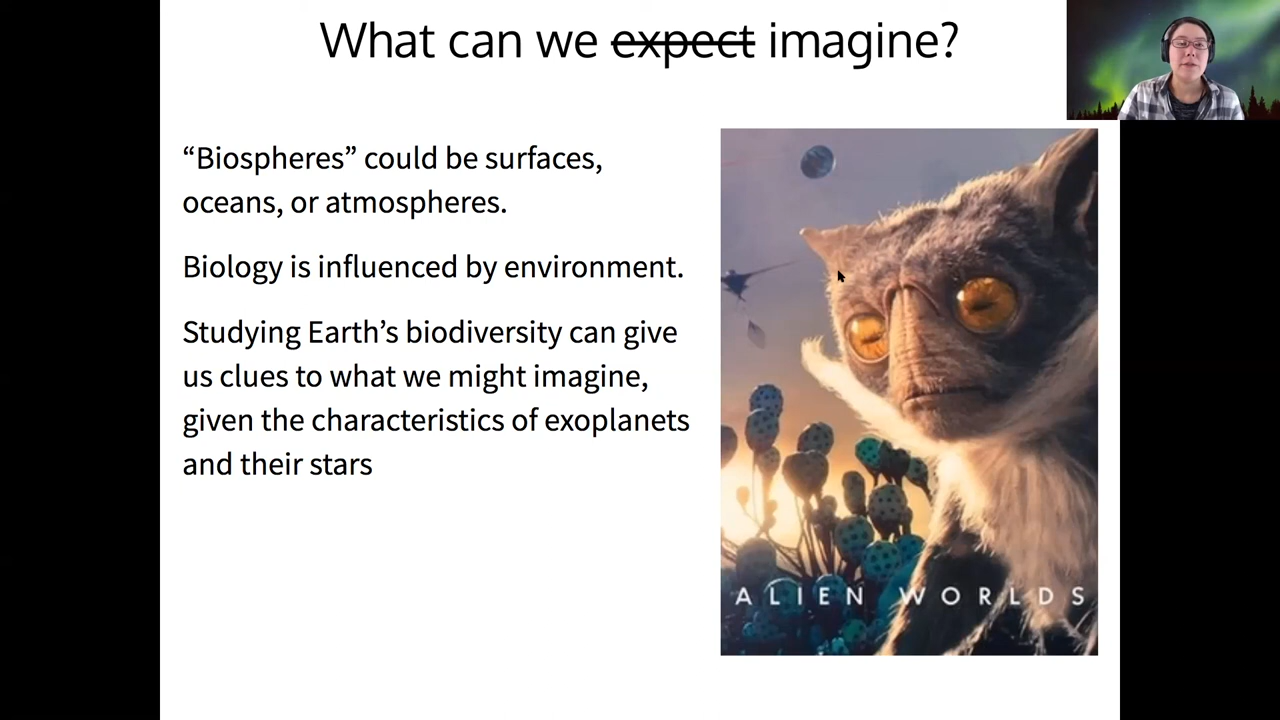 What can we expect imagine?
“Biospheres” could be surfaces,
oceans, or atmospheres.
Biology is influenced by environment.
Studying Earth’s biodiversity can give
us clues to what we might imagine,
given the characteristics of exoplanets
and their stars
ALIEN WORLDS